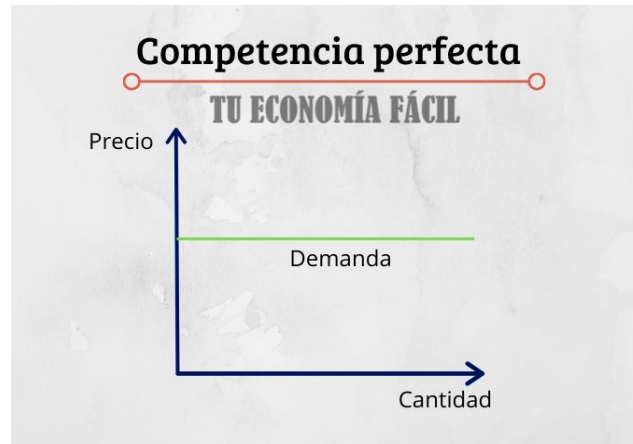 Competencia perfecta
TU ECONOMÍA FÁCIL
Precio
Demanda
Cantidad